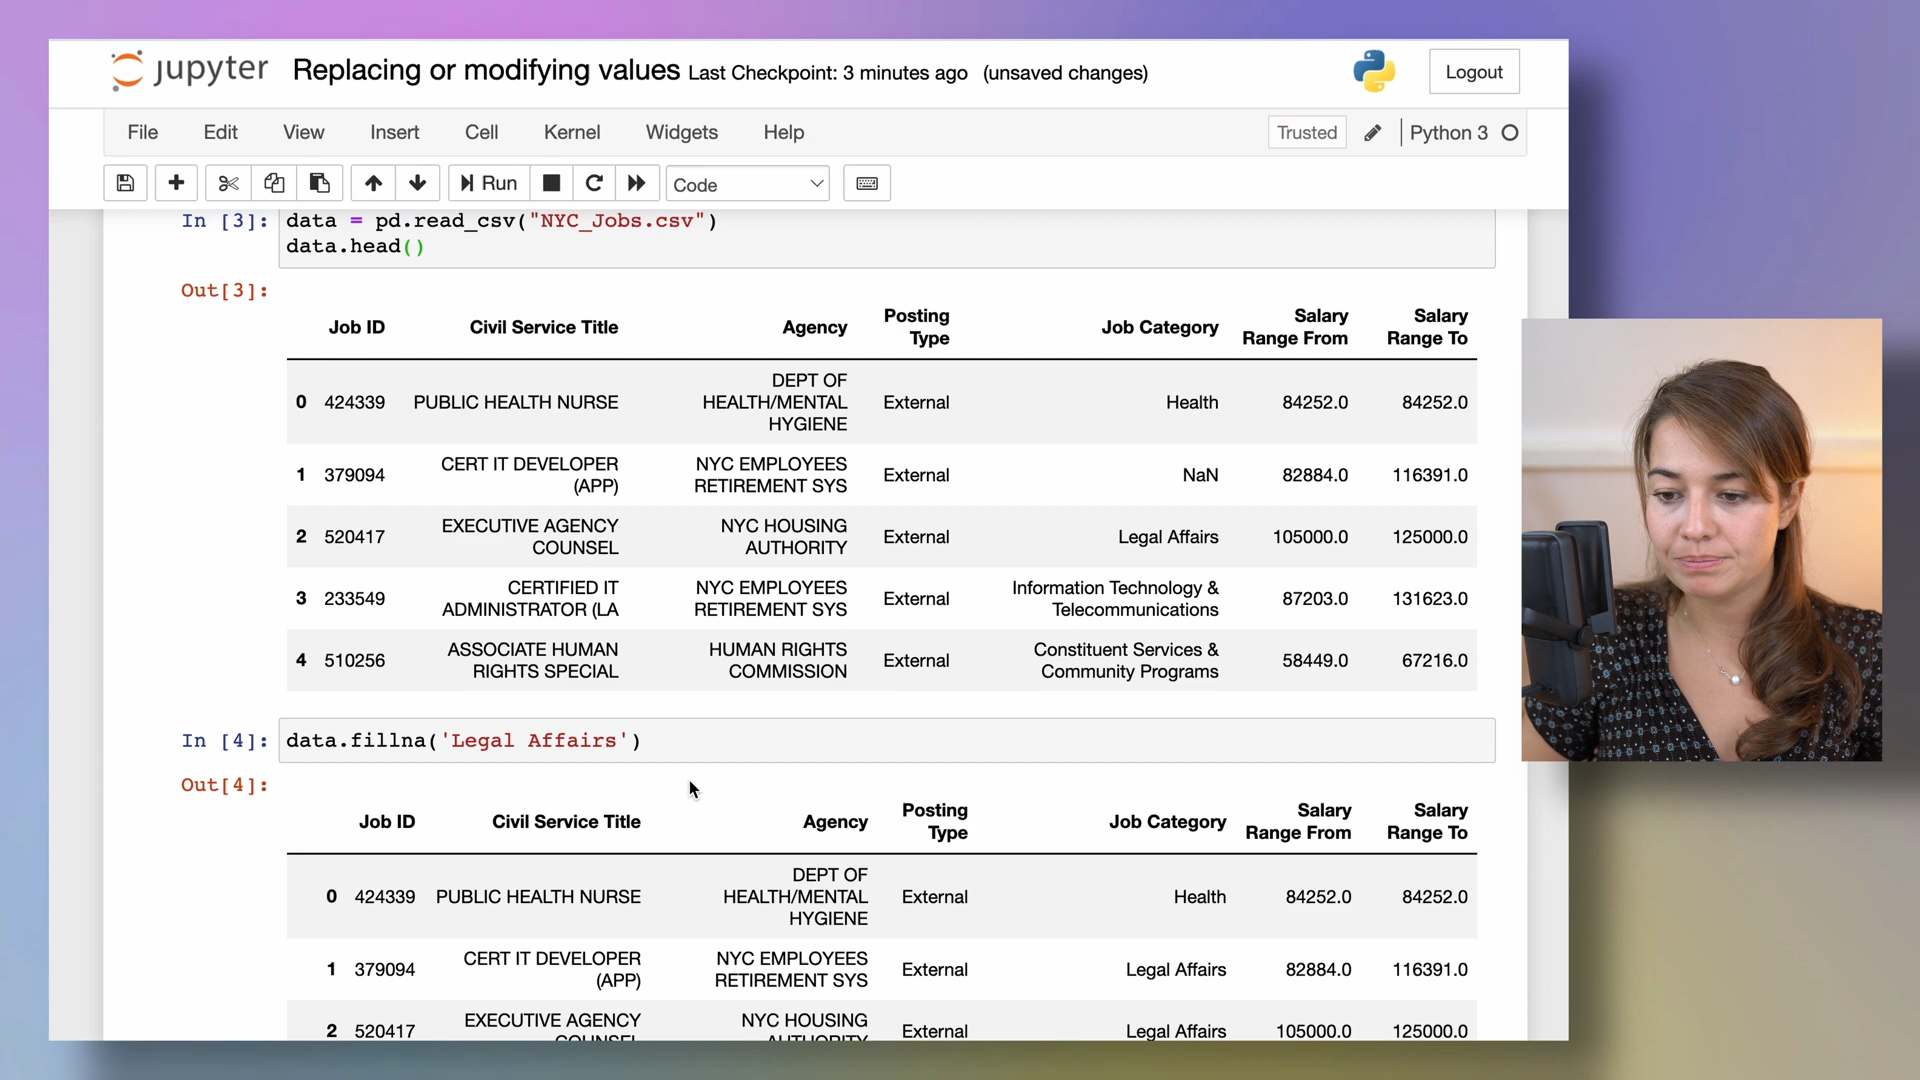 jupyter Replacing or modifying values Last Checkpoint: 3 minutes ago (unsaved changes) Logout
File Edit View Insert Cell Kernel Widgets Help Trusted Python 3
Run Code
In [3]: data = pd.read_csv("NYC_Jobs.csv")
data.head()
Out[3]:
Job ID Civil Service Title Agency Posting Type Job Category Salary Range From Salary Range To
0 424339 PUBLIC HEALTH NURSE DEPT OF HEALTH/MENTAL HYGIENE External Health 84252.0 84252.0
1 379094 CERT IT DEVELOPER (APP) NYC EMPLOYEES RETIREMENT SYS External NaN 82884.0 116391.0
2 520417 EXECUTIVE AGENCY COUNSEL NYC HOUSING AUTHORITY External Legal Affairs 105000.0 125000.0
3 233549 CERTIFIED IT ADMINISTRATOR (LA NYC EMPLOYEES RETIREMENT SYS External Information Technology & Telecommunications 87203.0 131623.0
4 510256 ASSOCIATE HUMAN RIGHTS SPECIAL HUMAN RIGHTS COMMISSION External Constituent Services & Community Programs 58449.0 67216.0
In [4]: data.fillna('Legal Affairs')
Out[4]:
Job ID Civil Service Title Agency Posting Type Job Category Salary Range From Salary Range To
0 424339 PUBLIC HEALTH NURSE DEPT OF HEALTH/MENTAL HYGIENE External Health 84252.0 84252.0
1 379094 CERT IT DEVELOPER (APP) NYC EMPLOYEES RETIREMENT SYS External Legal Affairs 82884.0 116391.0
2 520417 EXECUTIVE AGENCY COUNSEL NYC HOUSING AUTHORITY External Legal Affairs 105000.0 125000.0